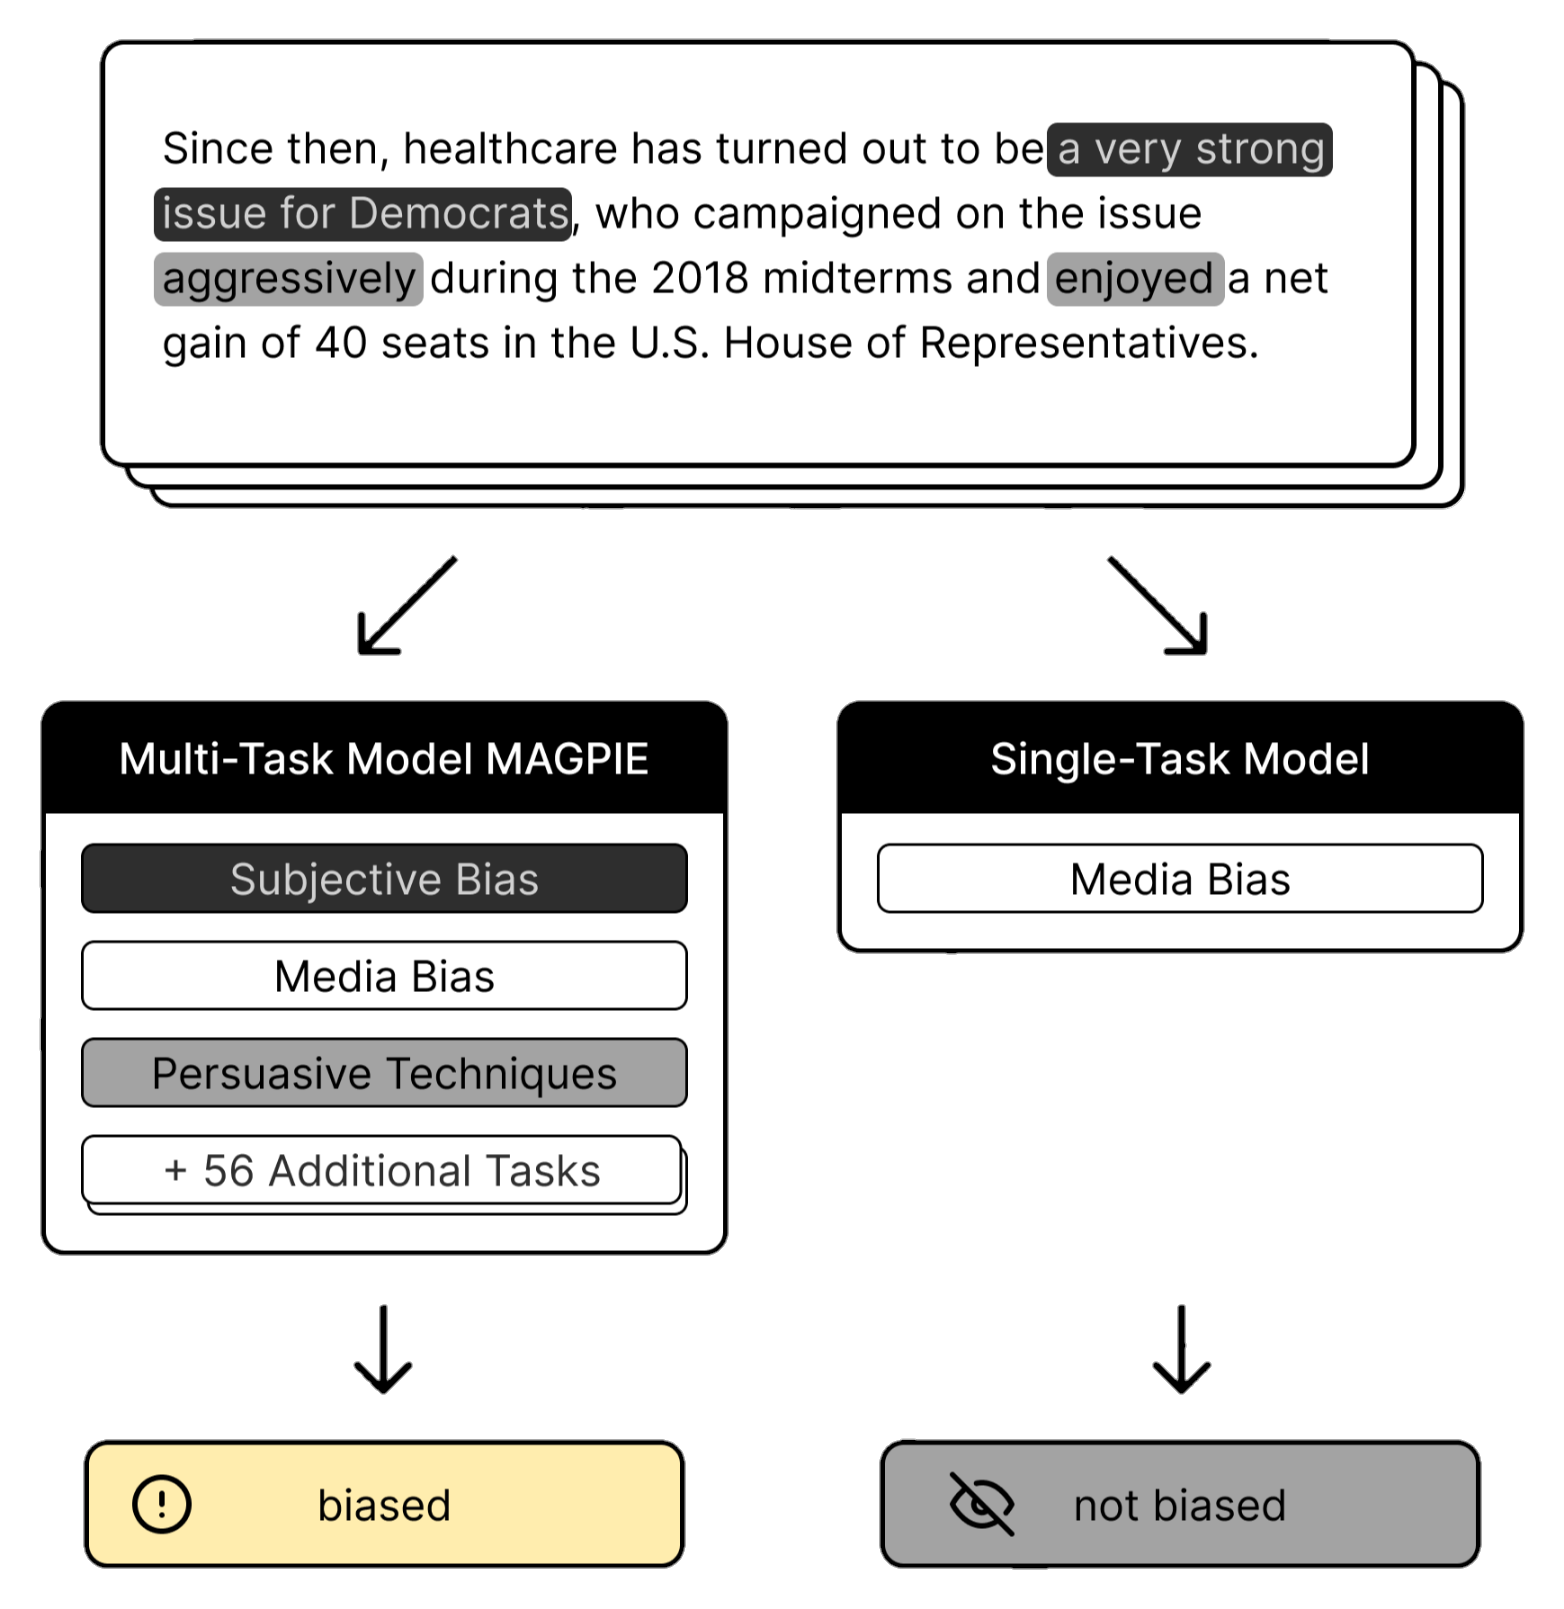 Since then, healthcare has turned out to be a very strong
issue for Democrats, who campaigned on the issue
aggressively during the 2018 midterms and enjoyed a net
gain of 40 seats in the U.S. House of Representatives.
Multi-Task Model MAGPIE
Subjective Bias
Media Bias
Persuasive Techniques
+ 56 Additional Tasks
biased
Single-Task Model
Media Bias
not biased